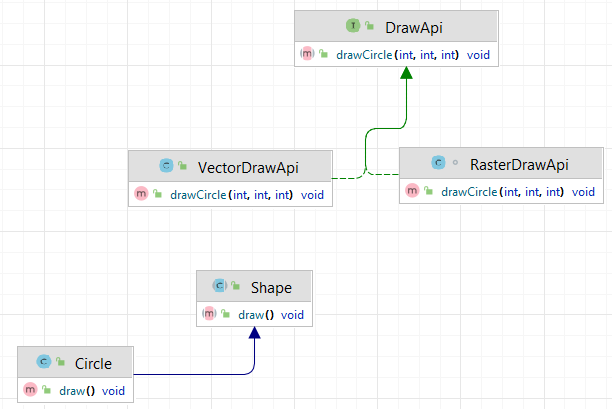 I DrawApi
m drawCircle(int, int, int) void
C VectorDrawApi
m drawCircle(int, int, int) void
C RasterDrawApi
m drawCircle(int, int, int) void
C Shape
m draw() void
C Circle
m draw() void